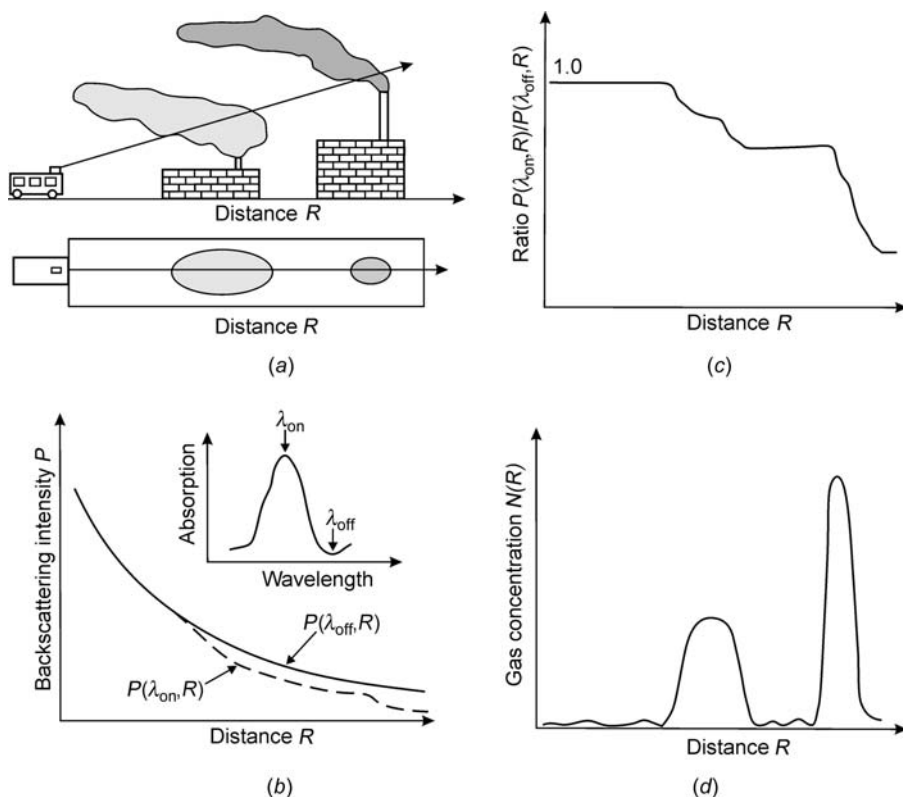 Distance R
Distance R
(a)
1.0
Ratio P(λon,R)/P(λoff,R)
Distance R
(c)
λon
Absorption
λoff
Wavelength
Backscattering intensity P
P(λoff,R)
P(λon,R)
Distance R
(b)
Gas concentration N(R)
Distance R
(d)